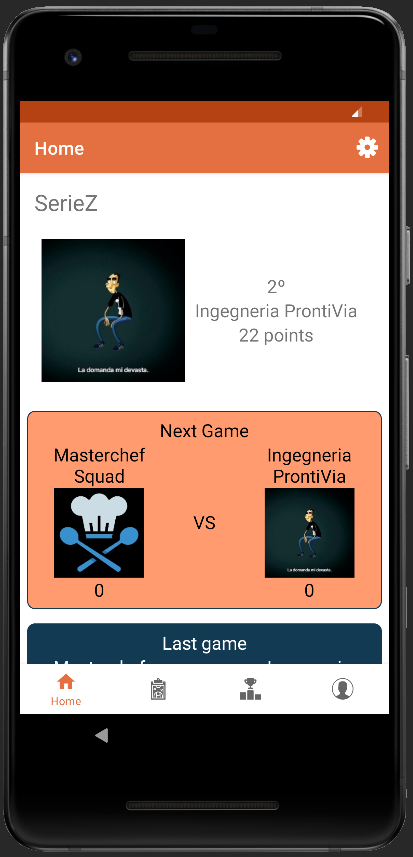 Home
SerieZ
La domanda mi devasta.
2º
Ingegneria ProntiVia
22 points
Next Game
Masterchef
Squad
VS
Ingegneria
ProntiVia
La domanda mi devasta.
0
0
Last game
Home